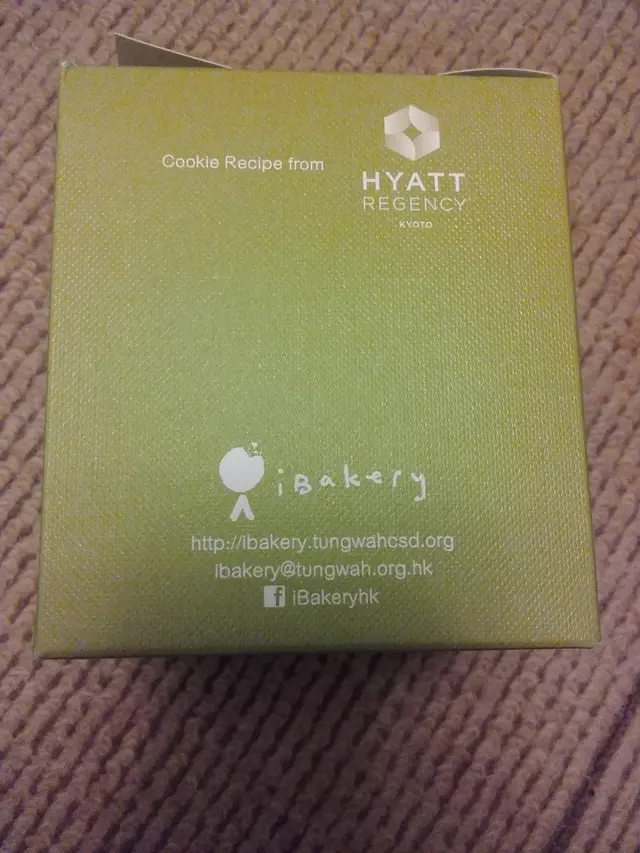 Cookie Recipe from
HYATT
REGENCY
KYOTO
iBakery
http://ibakery.tungwahcsd.org
ibakery@tungwah.org.hk
f iBakeryhk